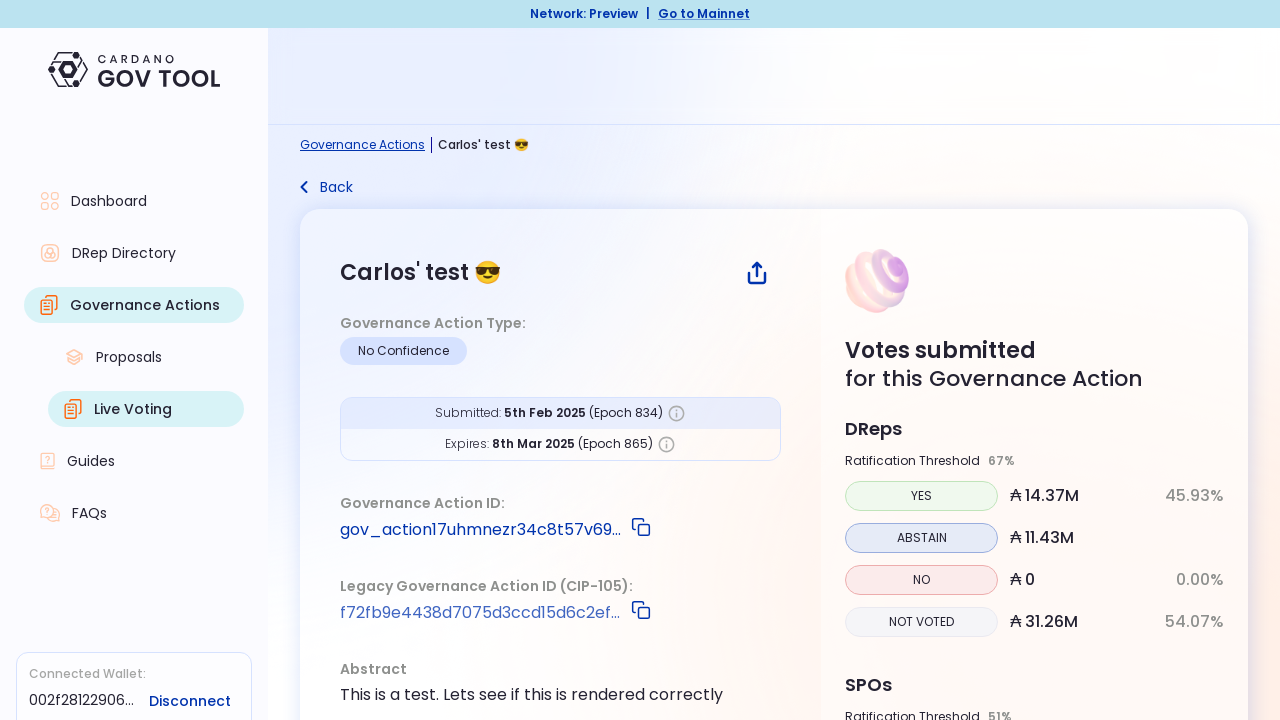 Network: Preview | Go to Mainnet
CARDANO
GOV TOOL
Dashboard
DRep Directory
Governance Actions
Proposals
Live Voting
Guides
FAQs
Connected Wallet:
002f28122906... Disconnect
Governance Actions | Carlos' test 😎
Back
Carlos' test 😎
Governance Action Type:
No Confidence
Submitted: 5th Feb 2025 (Epoch 834)
Expires: 8th Mar 2025 (Epoch 865)
Governance Action ID:
gov_action17uhmnezr34c8t57v69...
Legacy Governance Action ID (CIP-105):
f72fb9e4438d7075d3ccd15d6c2ef...
Abstract
This is a test. Lets see if this is rendered correctly
Votes submitted
for this Governance Action
DReps
Ratification Threshold 67%
YES ₳ 14.37M 45.93%
ABSTAIN ₳ 11.43M
NO ₳ 0 0.00%
NOT VOTED ₳ 31.26M 54.07%
SPOs
Ratification Threshold 51%